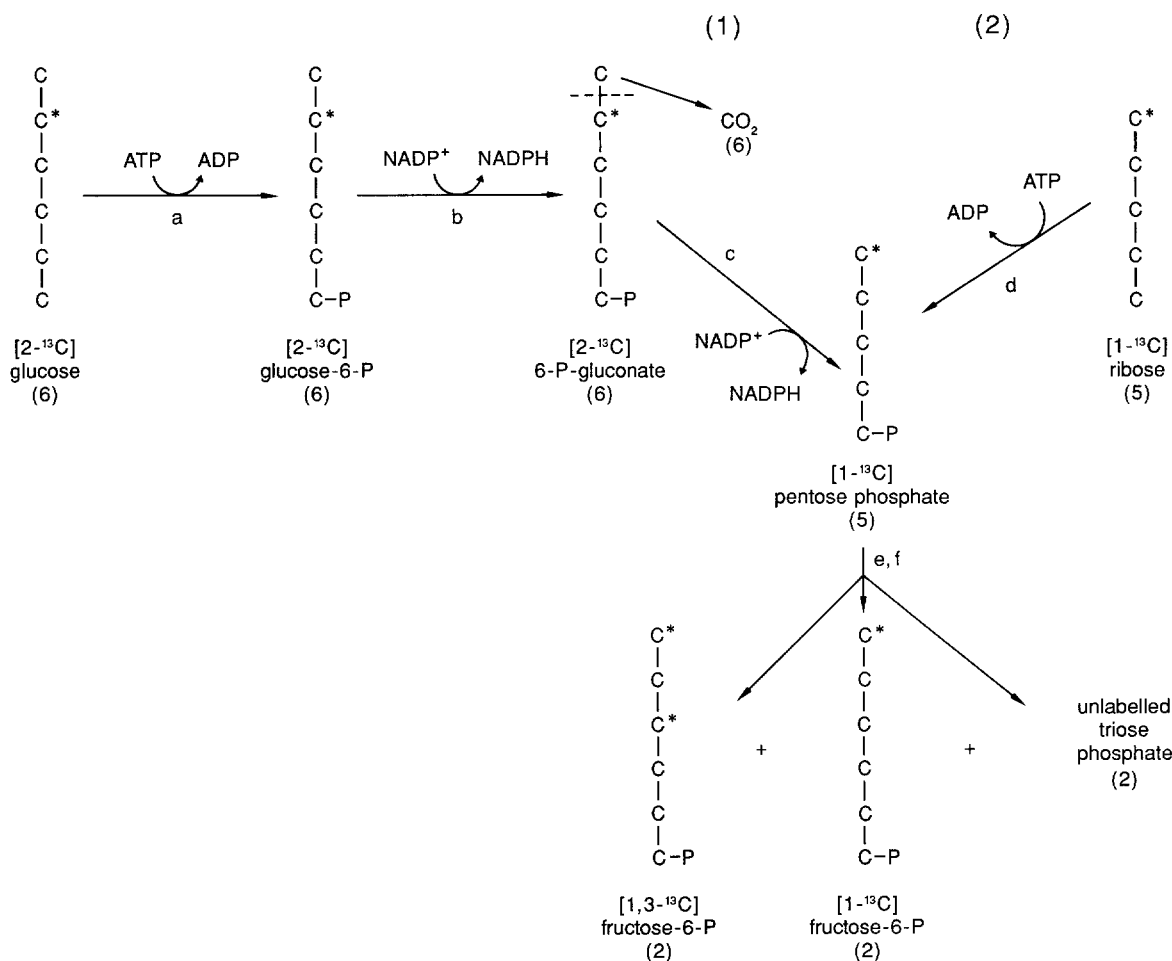 (1)
(2)
C
C*
C
C
C
C
ATP
ADP
a
C
C*
C
C
C
C-P
NADP+
NADPH
b
C
C*
C
C
C
C-P
CO₂
(6)
c
NADP+
NADPH
C*
C
C
C
C-P
ATP
ADP
d
C*
C
C
C
C
[2-¹³C]
glucose
(6)
[2-¹³C]
glucose-6-P
(6)
[2-¹³C]
6-P-gluconate
(6)
[1-¹³C]
ribose
(5)
[1-¹³C]
pentose phosphate
(5)
e, f
C*
C
C*
C
C
C-P
+
C*
C
C
C
C
C-P
+
unlabelled
triose
phosphate
(2)
[1,3-¹³C]
fructose-6-P
(2)
[1-¹³C]
fructose-6-P
(2)